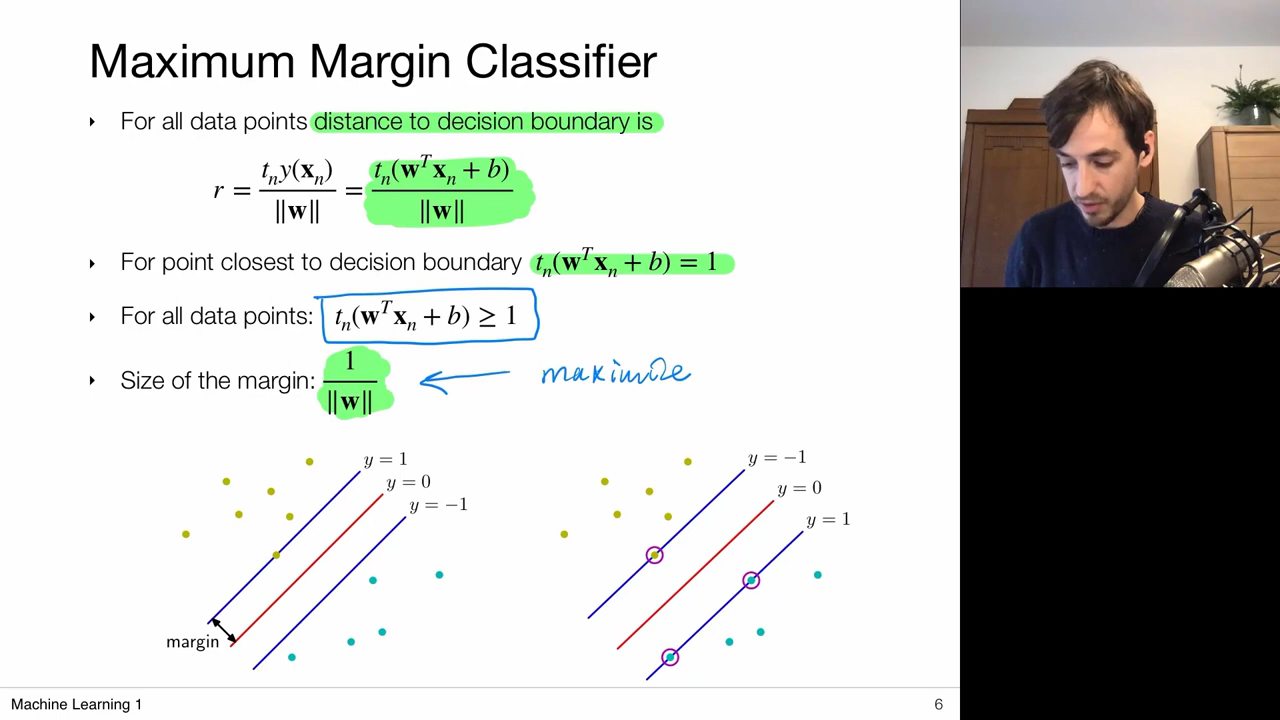 Maximum Margin Classifier
‣ For all data points distance to decision boundary is
r = tₙy(𝐱ₙ) / ‖𝐰‖ = tₙ(𝐰ᵀ𝐱ₙ + b) / ‖𝐰‖
‣ For point closest to decision boundary tₙ(𝐰ᵀ𝐱ₙ + b) = 1
‣ For all data points: tₙ(𝐰ᵀ𝐱ₙ + b) ≥ 1
‣ Size of the margin: 1 / ‖𝐰‖ ← maximize
y = 1
y = 0
y = −1
margin
y = −1
y = 0
y = 1
Machine Learning 1
6